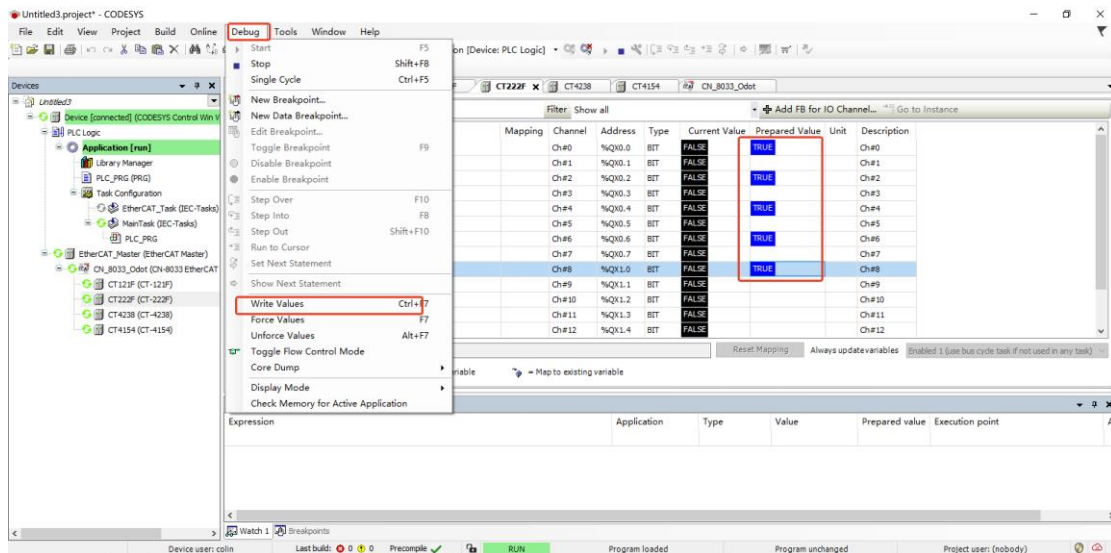 Untitled3.project* - CODESYS
File Edit View Project Build Online Debug Tools Window Help
on [Device: PLC Logic]
Devices
Untitled3
Device [connected] (CODESYS Control Win V
PLC Logic
Application [run]
Library Manager
PLC_PRG (PRG)
Task Configuration
EtherCAT_Task (IEC-Tasks)
MainTask (IEC-Tasks)
PLC_PRG
EtherCAT_Master (EtherCAT Master)
CN_8033_Odot (CN-8033 EtherCAT
CT121F (CT-121F)
CT222F (CT-222F)
CT4238 (CT-4238)
CT4154 (CT-4154)
Start F5
Stop Shift+F8
Single Cycle Ctrl+F5
New Breakpoint...
New Data Breakpoint...
Edit Breakpoint...
Toggle Breakpoint F9
Disable Breakpoint
Enable Breakpoint
Step Over F10
Step Into F8
Step Out Shift+F10
Run to Cursor
Set Next Statement
Show Next Statement
Write Values Ctrl+F7
Force Values F7
Unforce Values Alt+F7
Toggle Flow Control Mode
Core Dump
Display Mode
Check Memory for Active Application
CT222F CT4238 CT4154 CN_8033_Odot
Filter Show all Add FB for IO Channel... Go to Instance
Mapping Channel Address Type Current Value Prepared Value Unit Description
Ch#0 %QX0.0 BIT FALSE TRUE Ch#0
Ch#1 %QX0.1 BIT FALSE Ch#1
Ch#2 %QX0.2 BIT FALSE TRUE Ch#2
Ch#3 %QX0.3 BIT FALSE Ch#3
Ch#4 %QX0.4 BIT FALSE TRUE Ch#4
Ch#5 %QX0.5 BIT FALSE Ch#5
Ch#6 %QX0.6 BIT FALSE TRUE Ch#6
Ch#7 %QX0.7 BIT FALSE Ch#7
Ch#8 %QX1.0 BIT FALSE TRUE Ch#8
Ch#9 %QX1.1 BIT FALSE Ch#9
Ch#10 %QX1.2 BIT FALSE Ch#10
Ch#11 %QX1.3 BIT FALSE Ch#11
Ch#12 %QX1.4 BIT FALSE Ch#12
Reset Mapping Always update variables Enabled 1 (use bus cycle task if not used in any task)
riable = Map to existing variable
Expression Application Type Value Prepared value Execution point
Watch 1 Breakpoints
Device user: colin Last build: 0 0 Precompile RUN Program loaded Program unchanged Project user: (nobody)